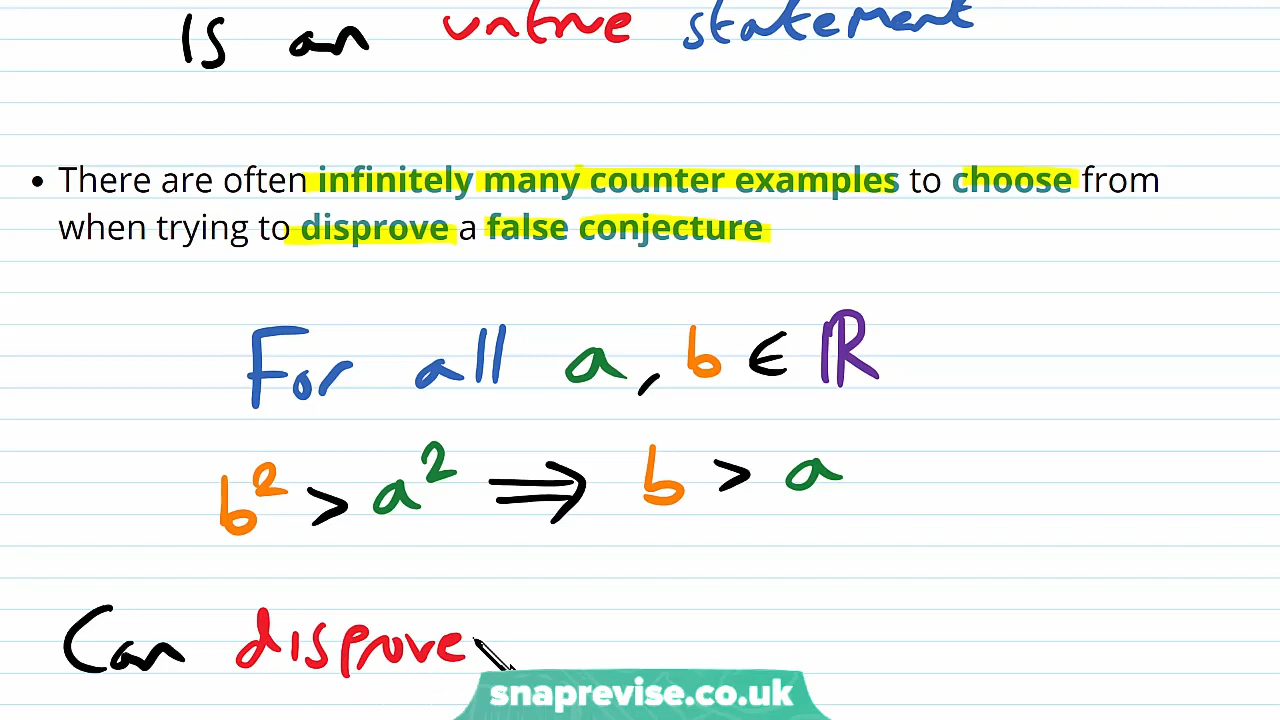 Is an untrue statement
• There are often infinitely many counter examples to choose from
when trying to disprove a false conjecture
For all a, b ∈ ℝ
b² > a² ⟹ b > a
Can disprove
snaprevise.co.uk